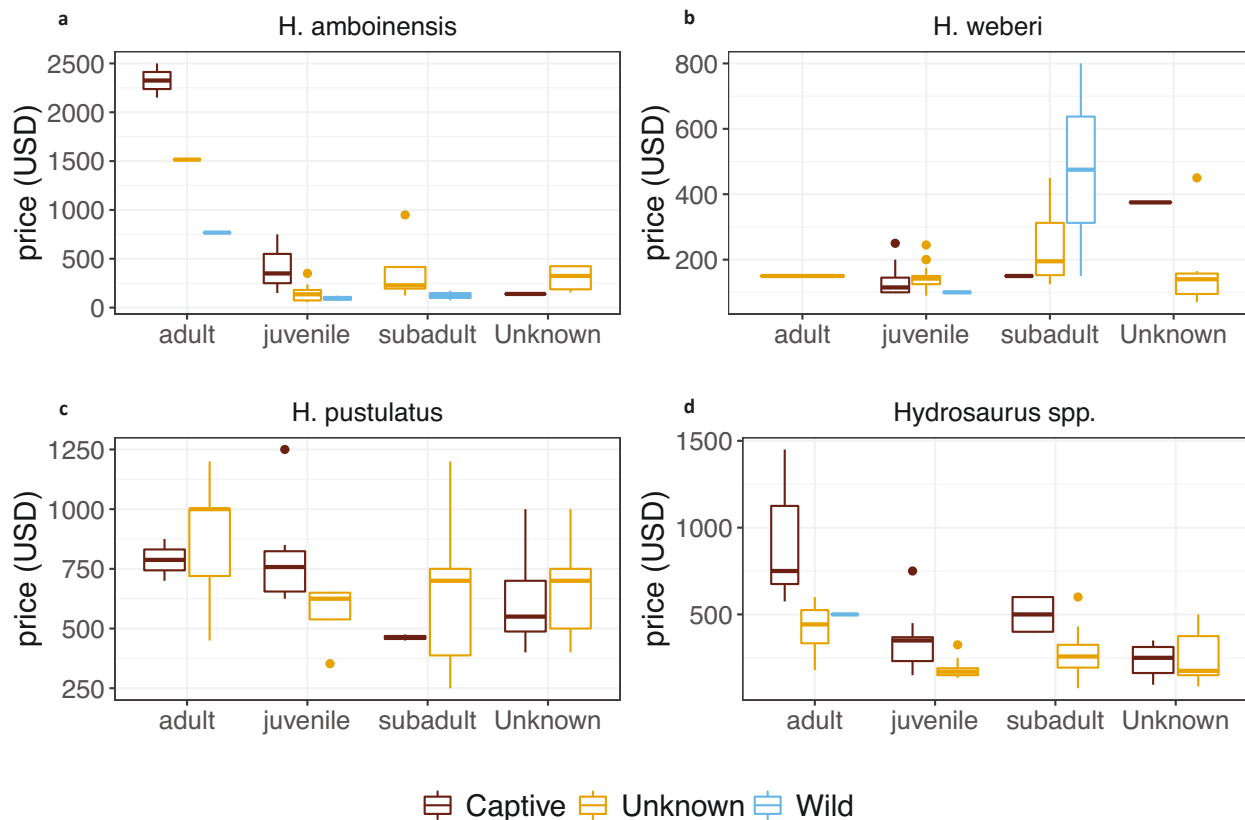 a
H. amboinensis
price (USD)
2500
2000
1500
1000
500
0
adult juvenile subadult Unknown
b
H. weberi
price (USD)
800
600
400
200
adult juvenile subadult Unknown
c
H. pustulatus
price (USD)
1250
1000
750
500
250
adult juvenile subadult Unknown
d
Hydrosaurus spp.
price (USD)
1500
1000
500
adult juvenile subadult Unknown
Captive Unknown Wild